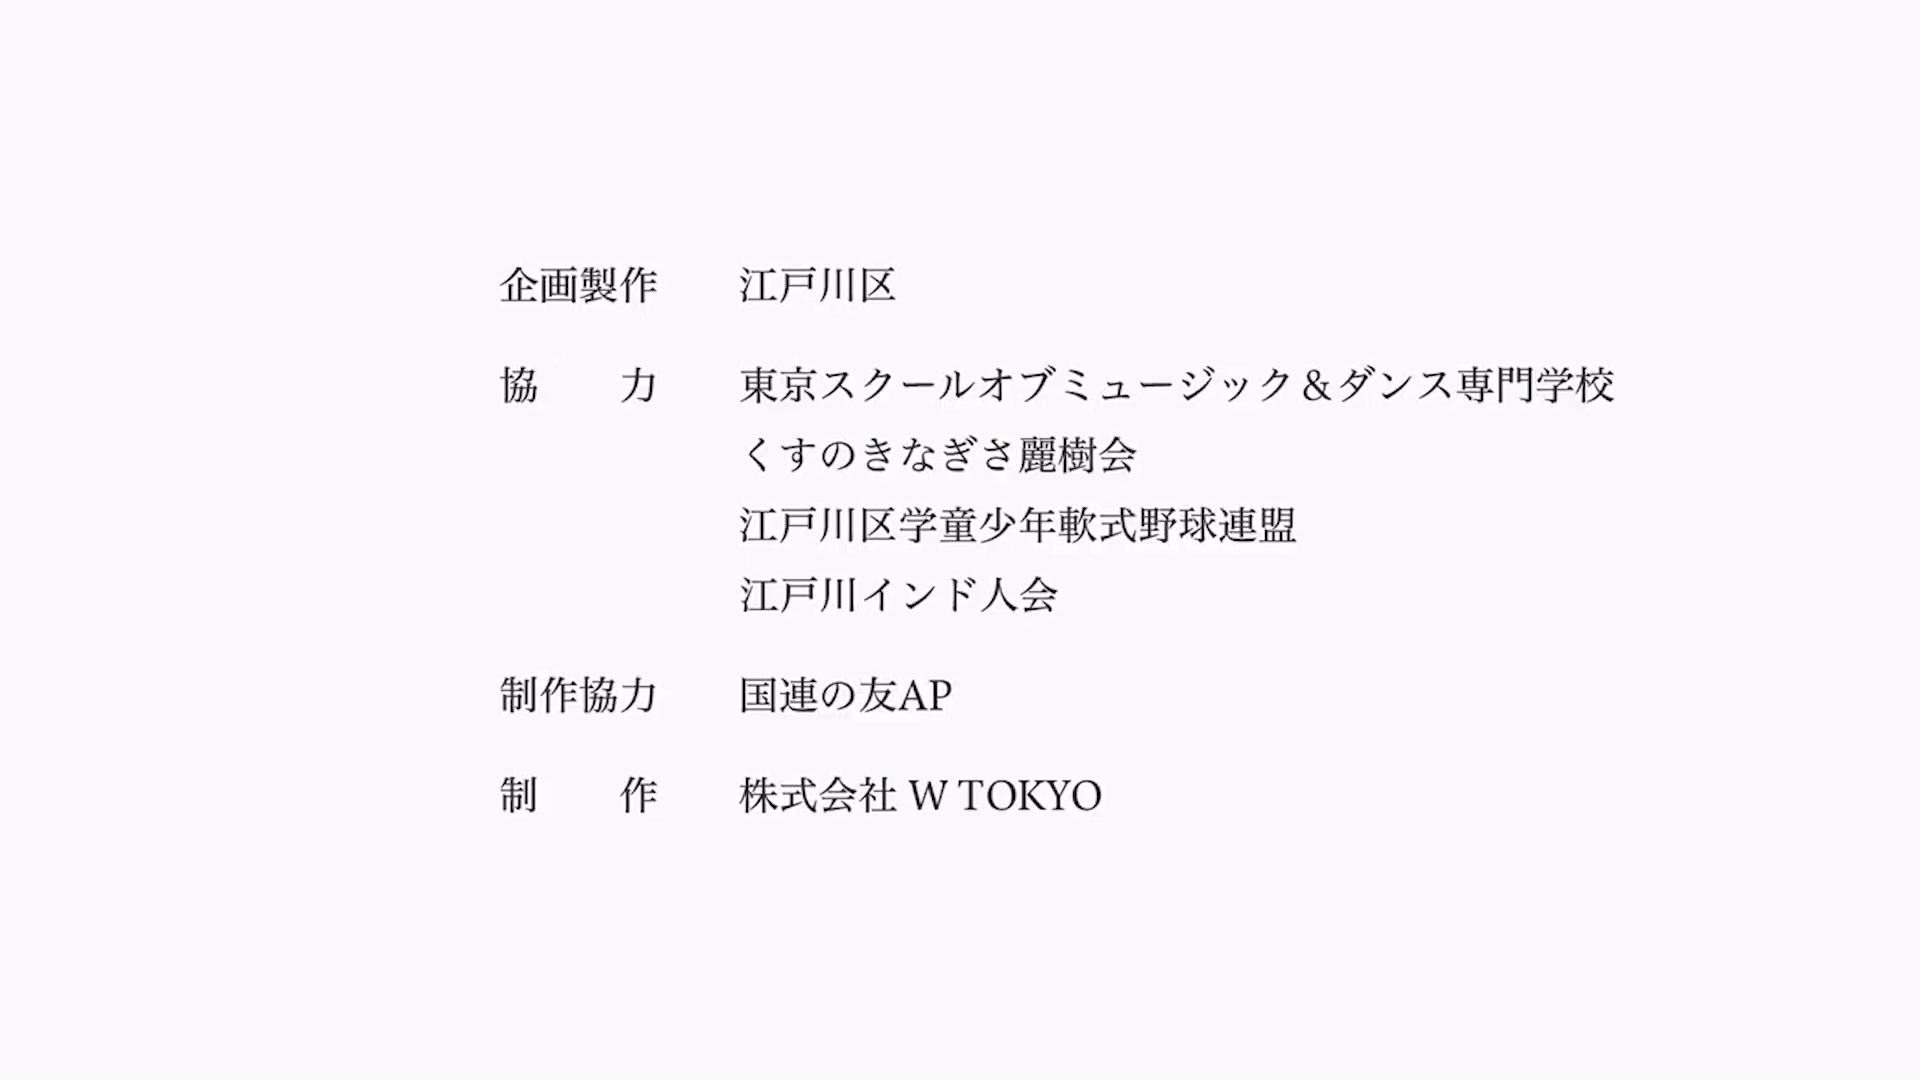 企画製作　　江戸川区
協　　力　　東京スクールオブミュージック＆ダンス専門学校
くすのきなぎさ麗樹会
江戸川区学童少年軟式野球連盟
江戸川インド人会
制作協力　　国連の友AP
制　　作　　株式会社 W TOKYO